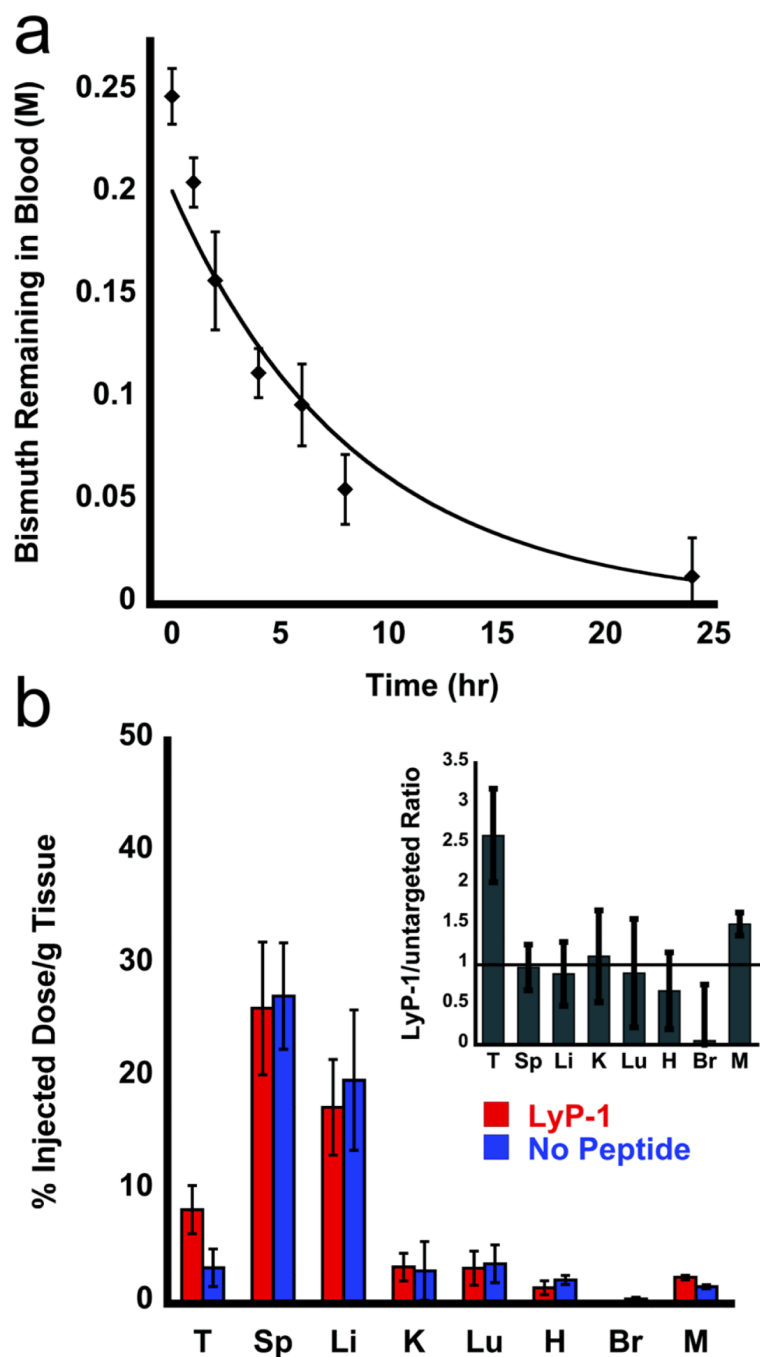 a
Bismuth Remaining in Blood (M)
0.25
0.2
0.15
0.1
0.05
0
0 5 10 15 20 25
Time (hr)
b
% Injected Dose/g Tissue
50
40
30
20
10
0
T Sp Li K Lu H Br M
LyP-1/untargeted Ratio
3.5
3
2.5
2
1.5
1
0.5
0
T Sp Li K Lu H Br M
LyP-1
No Peptide